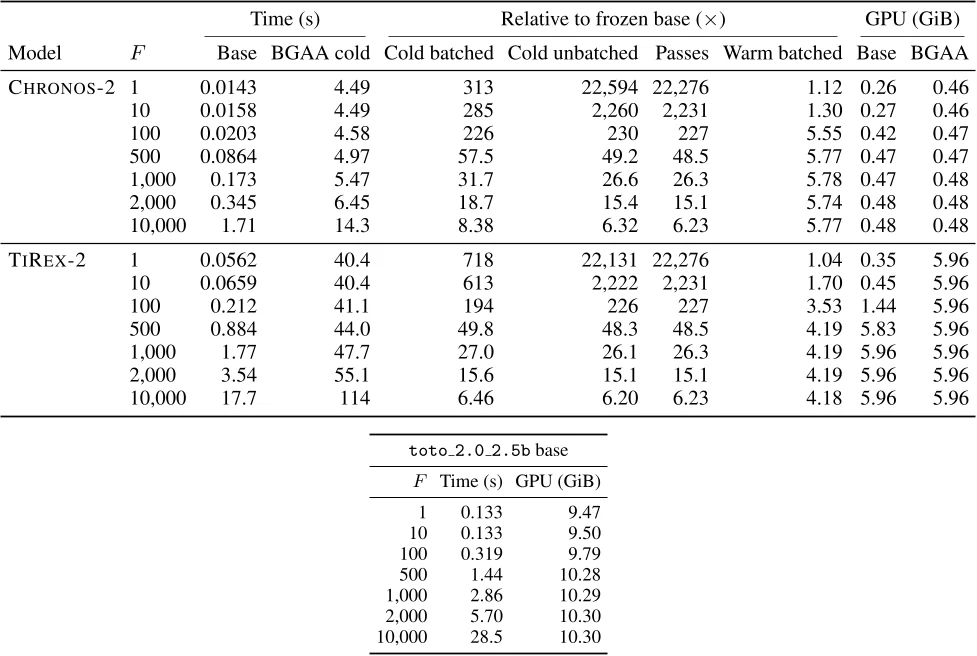 Time (s) Relative to frozen base (×) GPU (GiB)
Model F Base BGAA cold Cold batched Cold unbatched Passes Warm batched Base BGAA
CHRONOS-2 1 0.0143 4.49 313 22,594 22,276 1.12 0.26 0.46
10 0.0158 4.49 285 2,260 2,231 1.30 0.27 0.46
100 0.0203 4.58 226 230 227 5.55 0.42 0.47
500 0.0864 4.97 57.5 49.2 48.5 5.77 0.47 0.47
1,000 0.173 5.47 31.7 26.6 26.3 5.78 0.47 0.48
2,000 0.345 6.45 18.7 15.4 15.1 5.74 0.48 0.48
10,000 1.71 14.3 8.38 6.32 6.23 5.77 0.48 0.48
TIREX-2 1 0.0562 40.4 718 22,131 22,276 1.04 0.35 5.96
10 0.0659 40.4 613 2,222 2,231 1.70 0.45 5.96
100 0.212 41.1 194 226 227 3.53 1.44 5.96
500 0.884 44.0 49.8 48.3 48.5 4.19 5.83 5.96
1,000 1.77 47.7 27.0 26.1 26.3 4.19 5.96 5.96
2,000 3.54 55.1 15.6 15.1 15.1 4.19 5.96 5.96
10,000 17.7 114 6.46 6.20 6.23 4.18 5.96 5.96
toto_2.0_2.5b base
F Time (s) GPU (GiB)
1 0.133 9.47
10 0.133 9.50
100 0.319 9.79
500 1.44 10.28
1,000 2.86 10.29
2,000 5.70 10.30
10,000 28.5 10.30